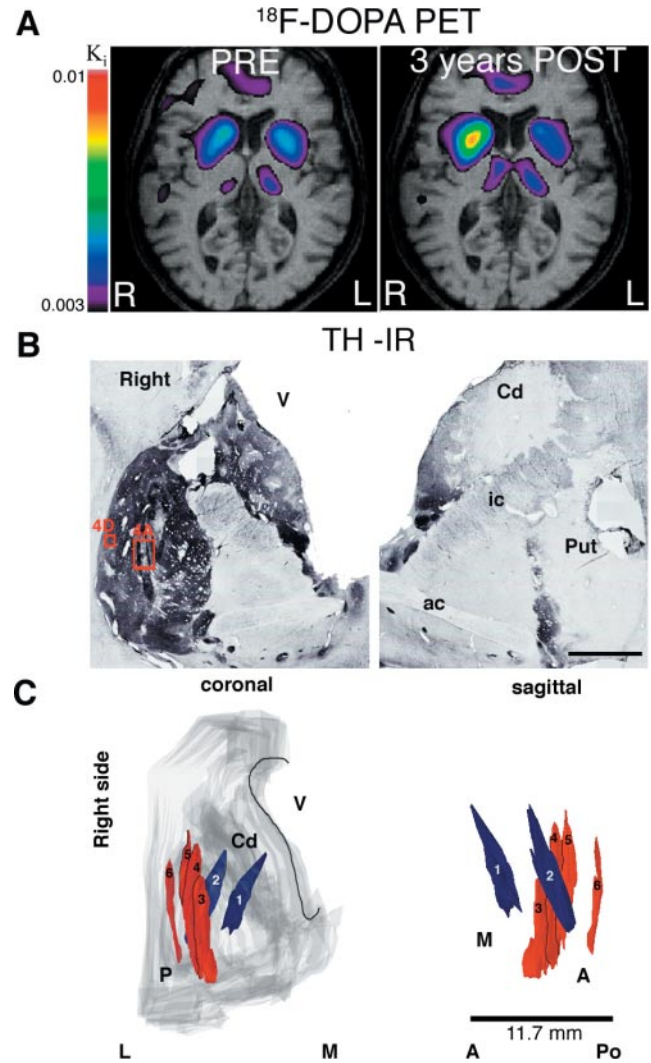 A
¹⁸F-DOPA PET
Kᵢ
0.01
0.003
PRE
3 years POST
R
L
R
L
B
TH -IR
Right
V
4D
4A
Cd
ic
Put
ac
coronal
sagittal
C
Right side
V
Cd
6
5
4
3
2
1
P
L
M
1
2
4
5
3
6
M
A
11.7 mm
A
Po